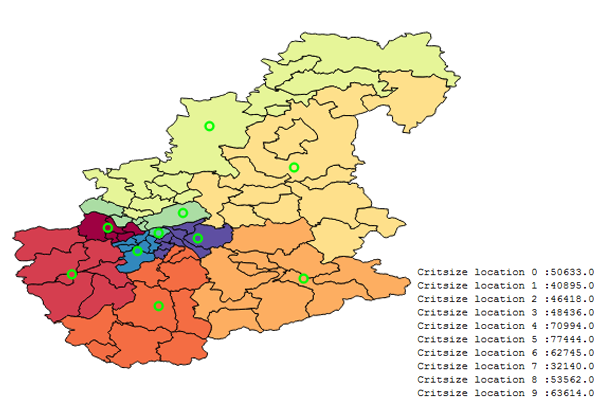 Critsize location 0 :50633.0
Critsize location 1 :40895.0
Critsize location 2 :46418.0
Critsize location 3 :48436.0
Critsize location 4 :70994.0
Critsize location 5 :77444.0
Critsize location 6 :62745.0
Critsize location 7 :32140.0
Critsize location 8 :53562.0
Critsize location 9 :63614.0